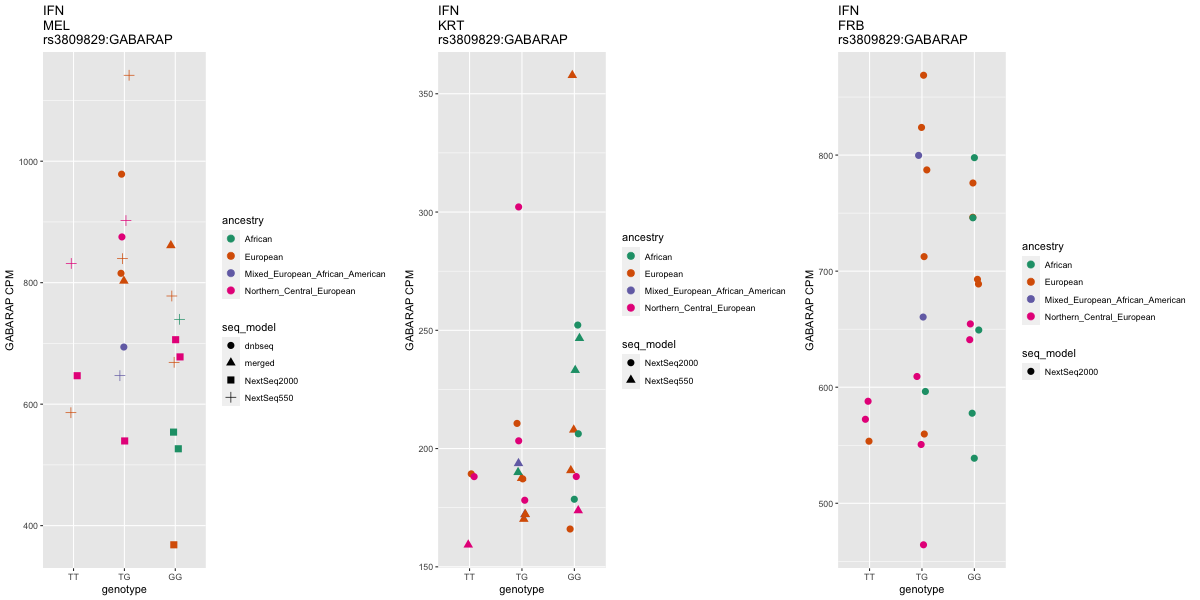 IFN
MEL
rs3809829:GABARAP
GABARAP CPM
1000
800
600
400
TT
TG
GG
genotype
ancestry
African
European
Mixed_European_African_American
Northern_Central_European
seq_model
dnbseq
merged
NextSeq2000
NextSeq550
IFN
KRT
rs3809829:GABARAP
GABARAP CPM
350
300
250
200
150
TT
TG
GG
genotype
ancestry
African
European
Mixed_European_African_American
Northern_Central_European
seq_model
NextSeq2000
NextSeq550
IFN
FRB
rs3809829:GABARAP
GABARAP CPM
800
700
600
500
TT
TG
GG
genotype
ancestry
African
European
Mixed_European_African_American
Northern_Central_European
seq_model
NextSeq2000